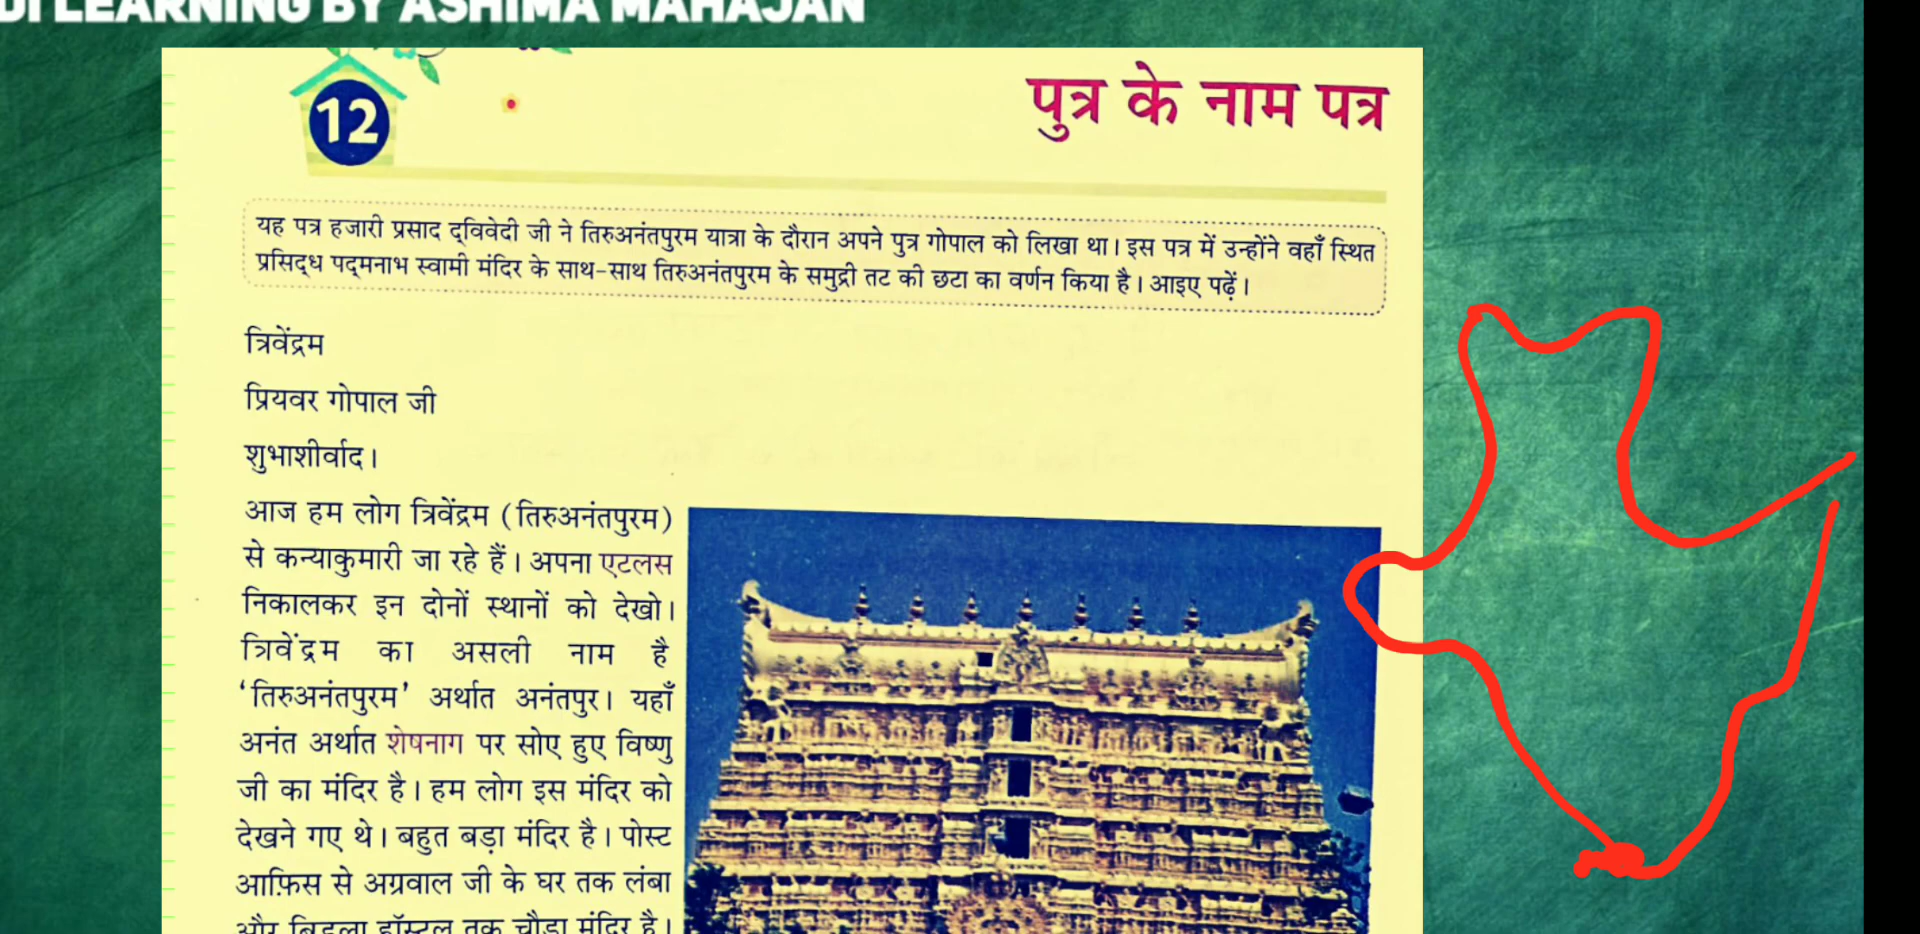 DI LEARNING BY ASHIMA MAHAJAN
12
पुत्र के नाम पत्र
यह पत्र हजारी प्रसाद द्विवेदी जी ने तिरुअनंतपुरम यात्रा के दौरान अपने पुत्र गोपाल को लिखा था। इस पत्र में उन्होंने वहाँ स्थित
प्रसिद्ध पद्मनाभ स्वामी मंदिर के साथ-साथ तिरुअनंतपुरम के समुद्री तट की छटा का वर्णन किया है। आइए पढ़ें।
त्रिवेंद्रम
प्रियवर गोपाल जी
शुभाशीर्वाद।
आज हम लोग त्रिवेंद्रम (तिरुअनंतपुरम)
से कन्याकुमारी जा रहे हैं। अपना एटलस
निकालकर इन दोनों स्थानों को देखो।
त्रिवेंद्रम का असली नाम है
‘तिरुअनंतपुरम’ अर्थात अनंतपुर। यहाँ
अनंत अर्थात शेषनाग पर सोए हुए विष्णु
जी का मंदिर है। हम लोग इस मंदिर को
देखने गए थे। बहुत बड़ा मंदिर है। पोस्ट
आफ़िस से अग्रवाल जी के घर तक लंबा
और बिड़ला हॉस्टल तक चौड़ा मंदिर है।